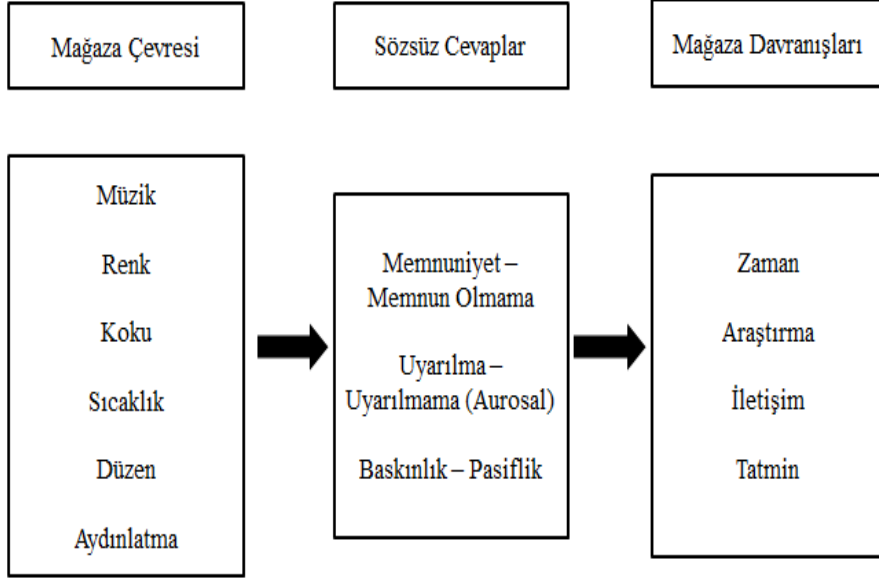 Mağaza Çevresi
Sözsüz Cevaplar
Mağaza Davranışları
Müzik
Renk
Koku
Sıcaklık
Düzen
Aydınlatma
Memnuniyet –
Memnun Olmama
Uyarılma –
Uyarılmama (Aurosal)
Baskınlık – Pasiflik
Zaman
Araştırma
İletişim
Tatmin